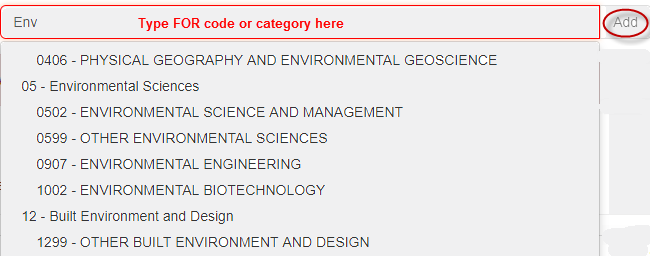 Env Type FOR code or category here Add
0406 - PHYSICAL GEOGRAPHY AND ENVIRONMENTAL GEOSCIENCE
05 - Environmental Sciences
0502 - ENVIRONMENTAL SCIENCE AND MANAGEMENT
0599 - OTHER ENVIRONMENTAL SCIENCES
0907 - ENVIRONMENTAL ENGINEERING
1002 - ENVIRONMENTAL BIOTECHNOLOGY
12 - Built Environment and Design
1299 - OTHER BUILT ENVIRONMENT AND DESIGN